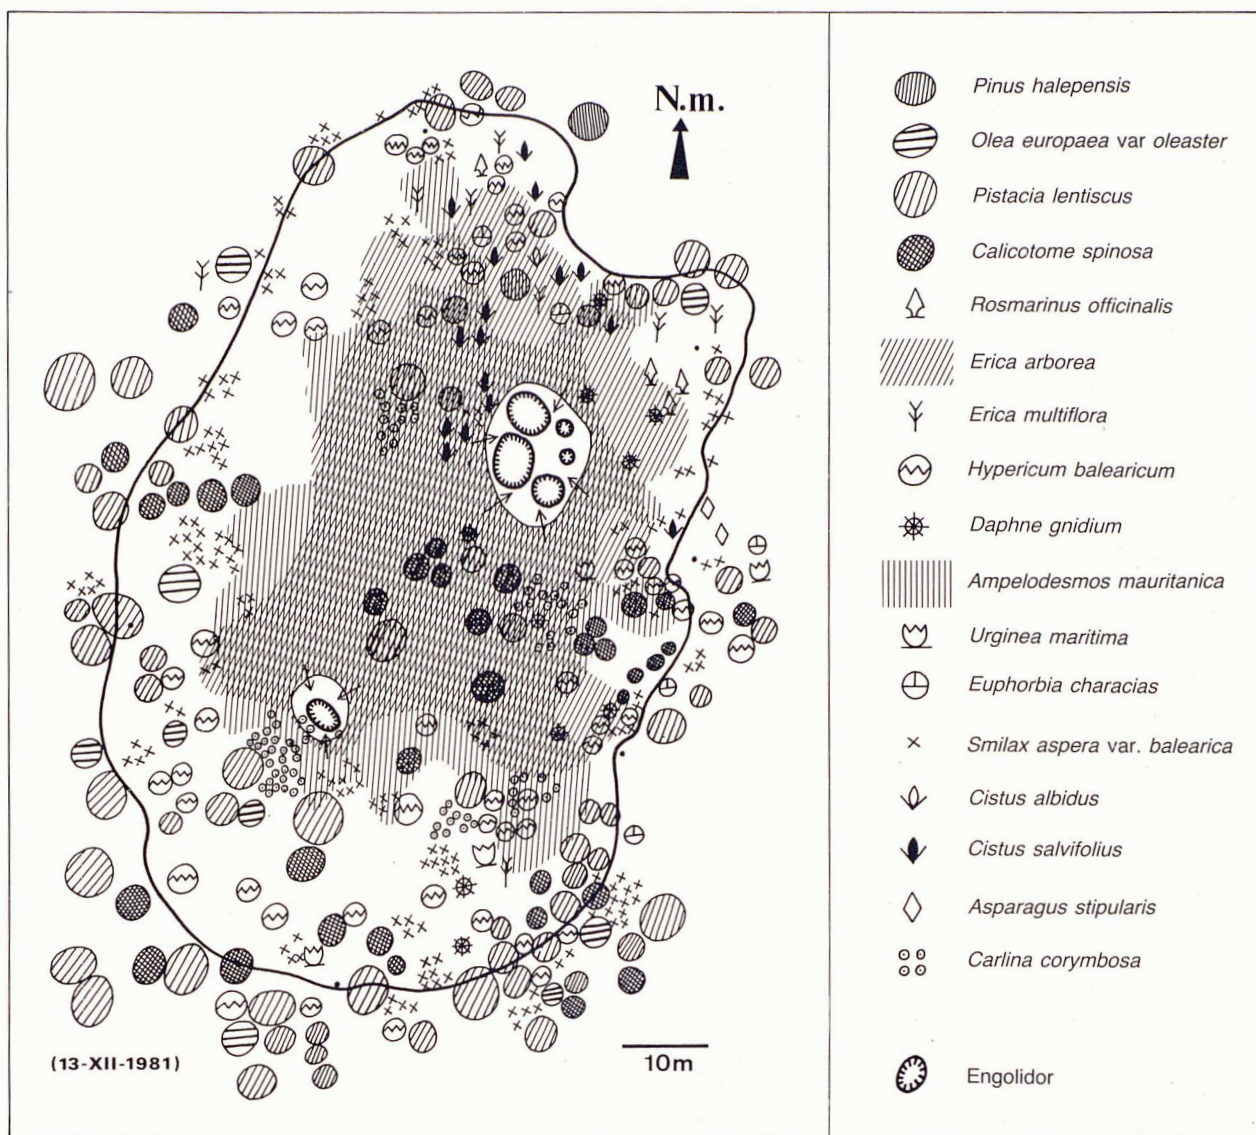 N.m.
(13-XII-1981)
10m
Pinus halepensis
Olea europaea var oleaster
Pistacia lentiscus
Calicotome spinosa
Rosmarinus officinalis
Erica arborea
Erica multiflora
Hypericum balearicum
Daphne gnidium
Ampelodesmos mauritanica
Urginea maritima
Euphorbia characias
Smilax aspera var. balearica
Cistus albidus
Cistus salvifolius
Asparagus stipularis
Carlina corymbosa
Engolidor